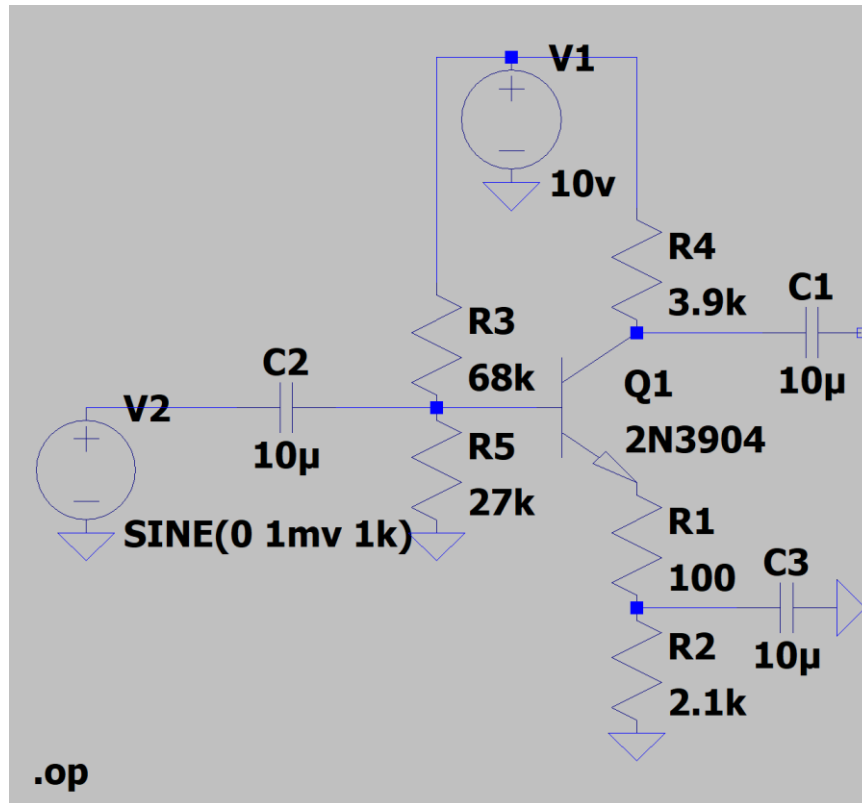 V1
10v
R4
3.9k
C1
10µ
R3
68k
C2
10µ
V2
SINE(0 1mv 1k)
Q1
2N3904
R5
27k
R1
100
C3
10µ
R2
2.1k
.op